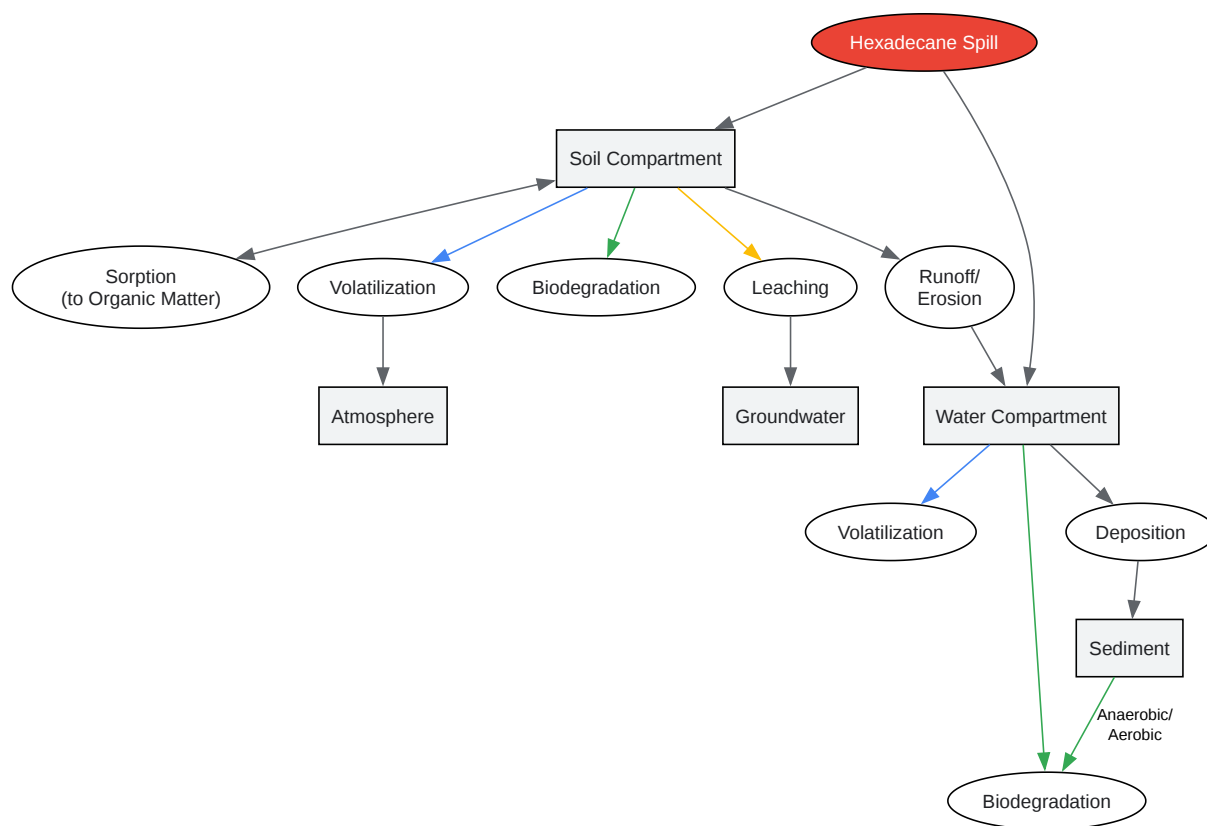 Hexadecane Spill
Soil Compartment
Sorption
(to Organic Matter)
Volatilization
Biodegradation
Leaching
Runoff/
Erosion
Atmosphere
Groundwater
Water Compartment
Volatilization
Deposition
Sediment
Anaerobic/
Aerobic
Biodegradation